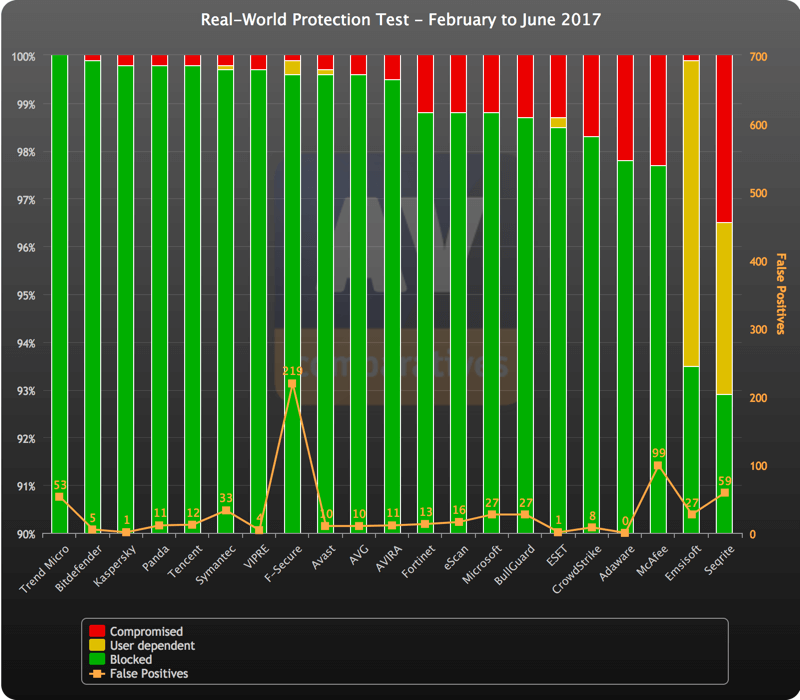 Real-World Protection Test - February to June 2017
100%
99%
98%
97%
96%
95%
94%
93%
92%
91%
90%
700
600
500
400
300
200
100
0
False Positives
AV
comparatives
53
5
1
11
12
33
4
219
10
10
11
13
16
27
27
1
8
0
99
27
59
Trend Micro
Bitdefender
Kaspersky
Panda
Tencent
Symantec
VIPRE
F-Secure
Avast
AVG
AVIRA
Fortinet
eScan
Microsoft
BullGuard
ESET
CrowdStrike
Adaware
McAfee
Emsisoft
Seqrite
Compromised
User dependent
Blocked
False Positives